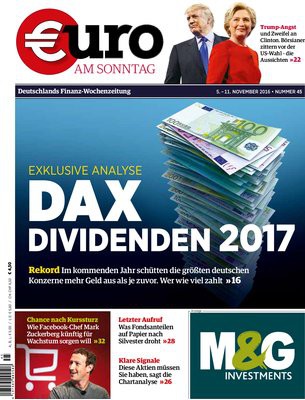 €uro
AM SONNTAG
Trump-Angst
und Zweifel an
Clinton. Börsianer
zittern vor der
US-Wahl - die
Aussichten »22
Deutschlands Finanz-Wochenzeitung
5. – 11. NOVEMBER 2016 • NUMMER 45
EXKLUSIVE ANALYSE
DAX
DIVIDENDEN 2017
Rekord Im kommenden Jahr schütten die größten deutschen
Konzerne mehr Geld aus als je zuvor. Wer wie viel zahlt »16
Chance nach Kurssturz
Wie Facebook-Chef Mark
Zuckerberg künftig für
Wachstum sorgen will »32
Letzter Aufruf
Was Fondsanteilen
auf Papier nach
Silvester droht »28
Klare Signale
Diese Aktien müssen
Sie haben, sagt die
Chartanalyse »26
M&G
INVESTMENTS
100